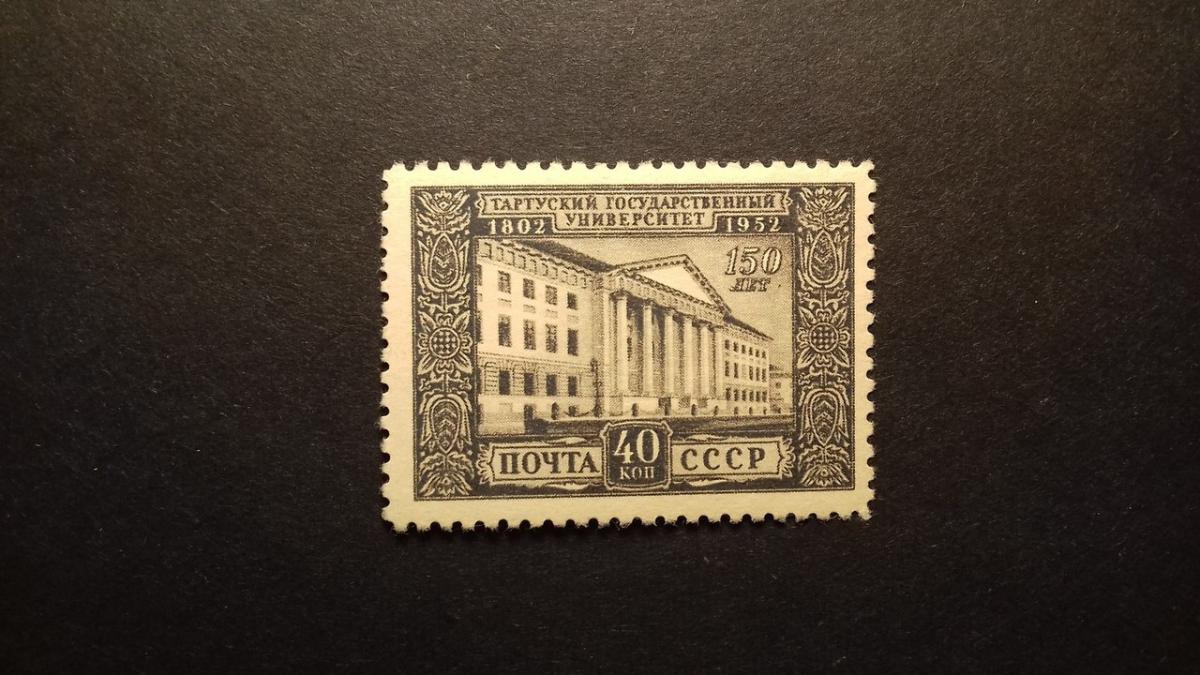 ТАРТУСКИЙ ГОСУДАРСТВЕННЫЙ
УНИВЕРСИТЕТ
1802 1952
150
ЛЕТ
40
КОП
ПОЧТА СССР